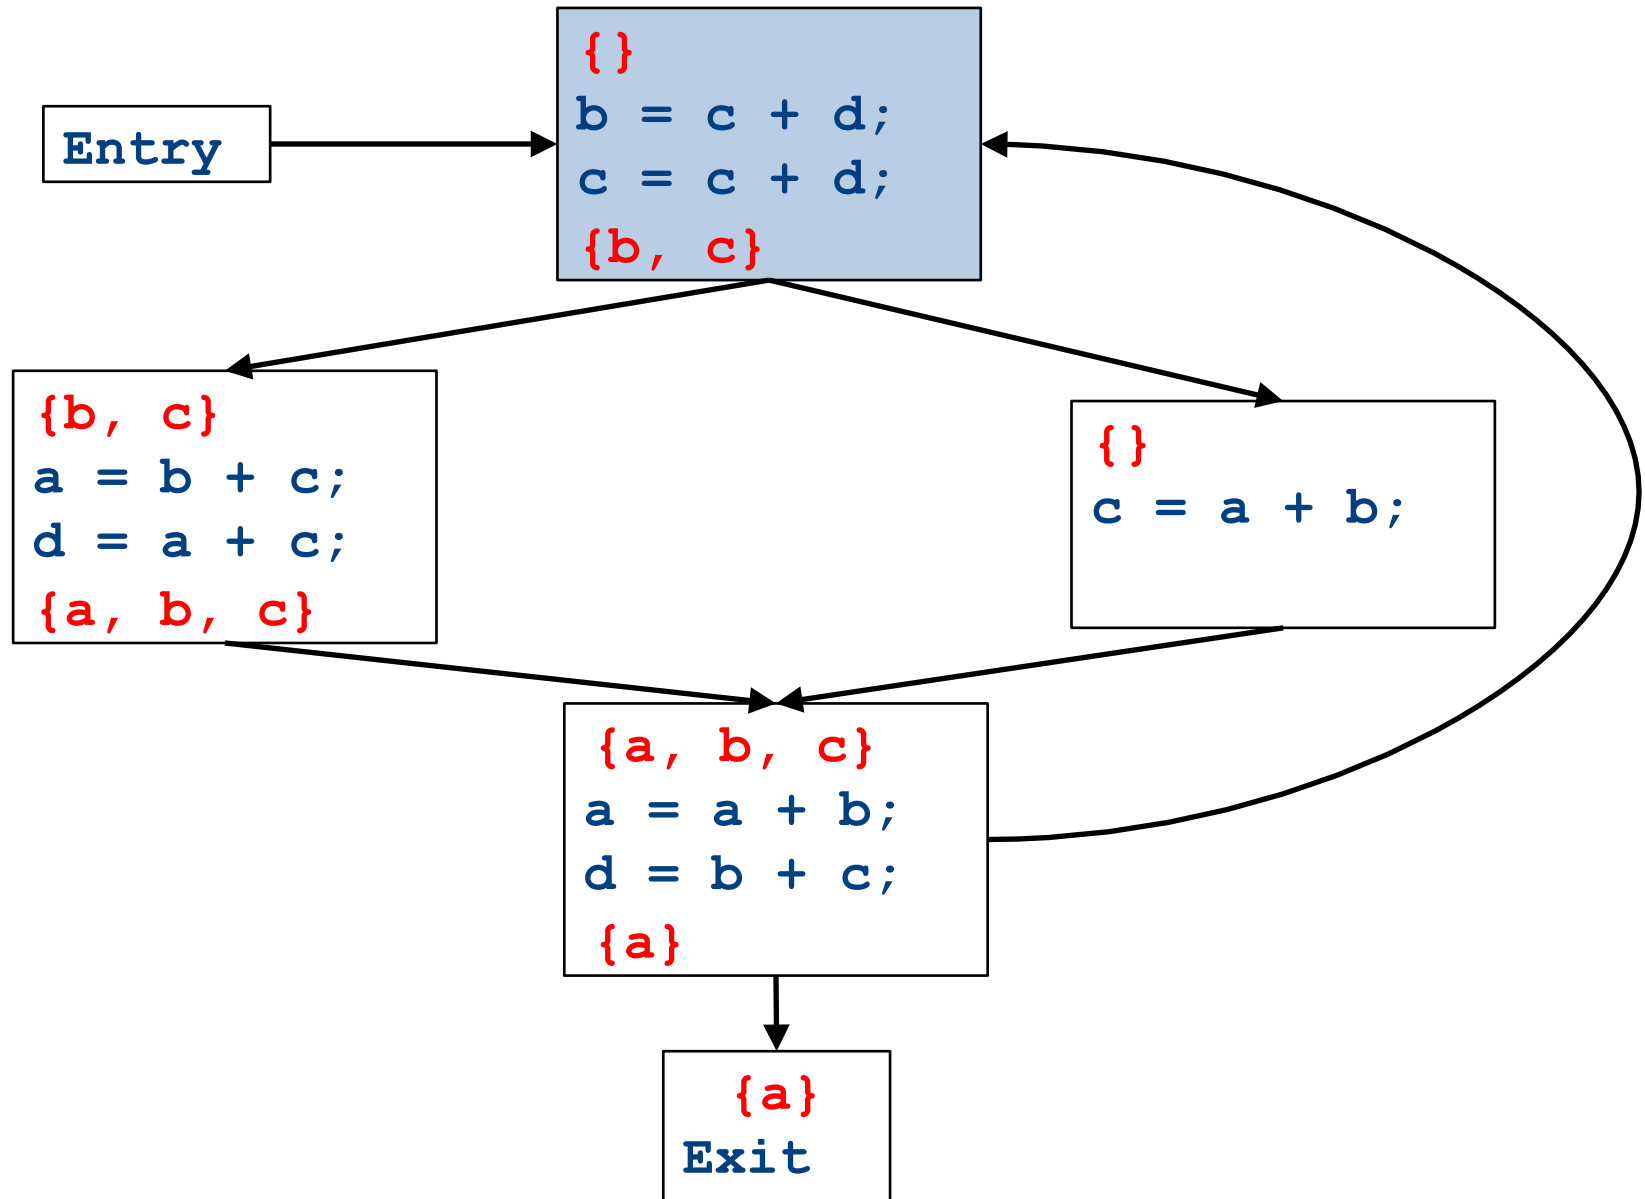 Entry
{}
b = c + d;
c = c + d;
{b, c}
{b, c}
a = b + c;
d = a + c;
{a, b, c}
{}
c = a + b;
{a, b, c}
a = a + b;
d = b + c;
{a}
{a}
Exit